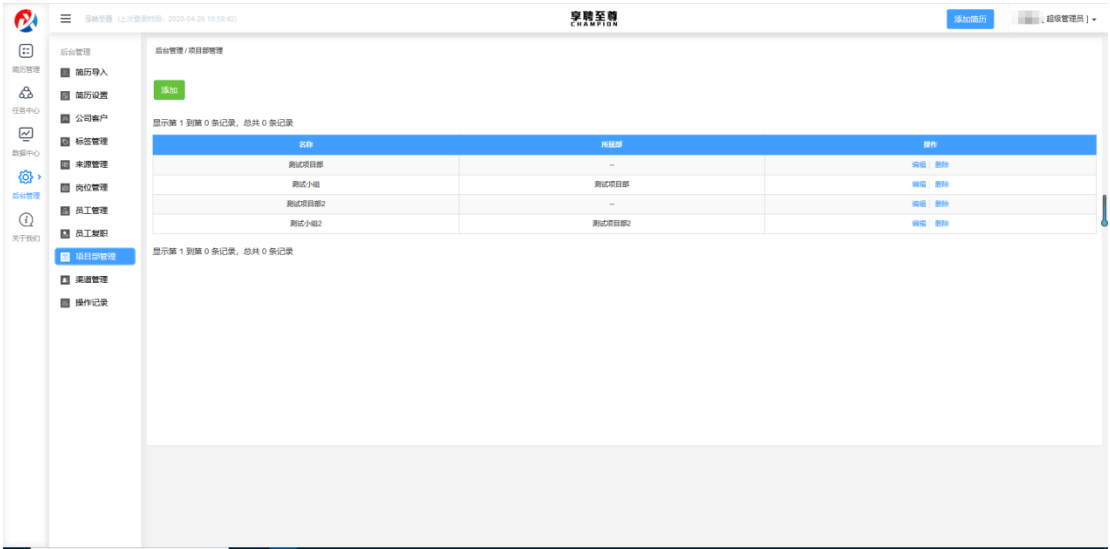 享聘至尊 (上次登录时间: 2020-04-25 10:59:42)
享聘至尊
CHAMPION
添加简历
超级管理员 ]
简历管理
任务中心
数据中心
后台管理
关于我们
后台管理
简历导入
简历设置
公司客户
标签管理
来源管理
岗位管理
员工管理
员工复职
项目部管理
渠道管理
操作记录
后台管理 / 项目部管理
添加
显示第 1 到第 0 条记录, 总共 0 条记录
名称 所属部 操作
测试项目部 -- 编辑 | 删除
测试小组 测试项目部 编辑 | 删除
测试项目部2 -- 编辑 | 删除
测试小组2 测试项目部2 编辑 | 删除
显示第 1 到第 0 条记录, 总共 0 条记录